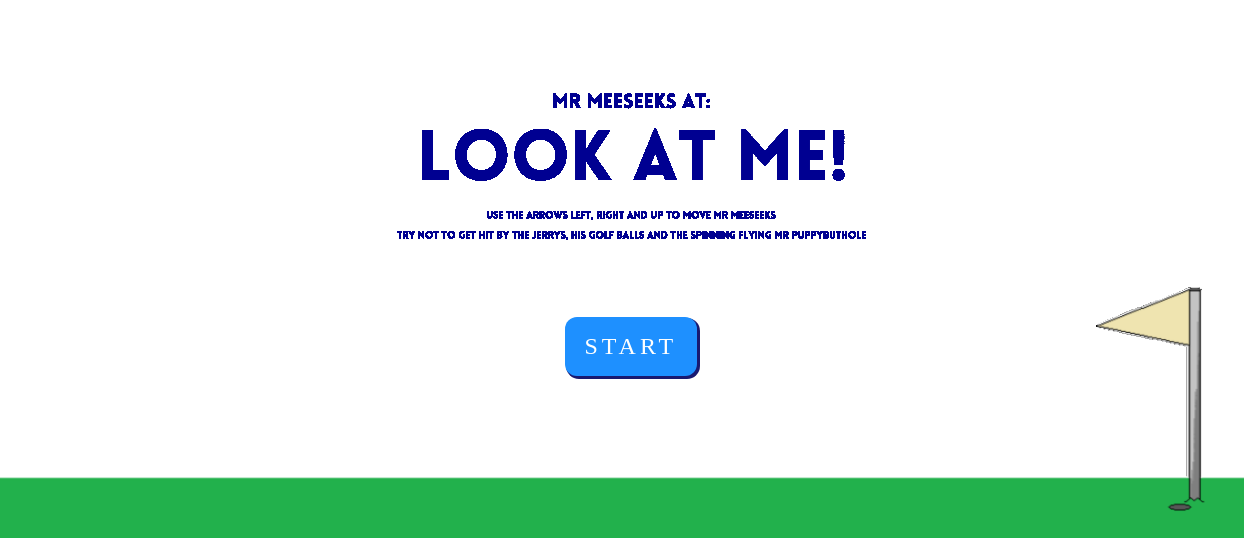 MR MEESEEKS AT:
LOOK AT ME!
USE THE ARROWS LEFT, RIGHT AND UP TO MOVE MR MEESEEKS
TRY NOT TO GET HIT BY THE JERRYS, HIS GOLF BALLS AND THE SPINNING FLYING MR PUPPYBUTHOLE
START